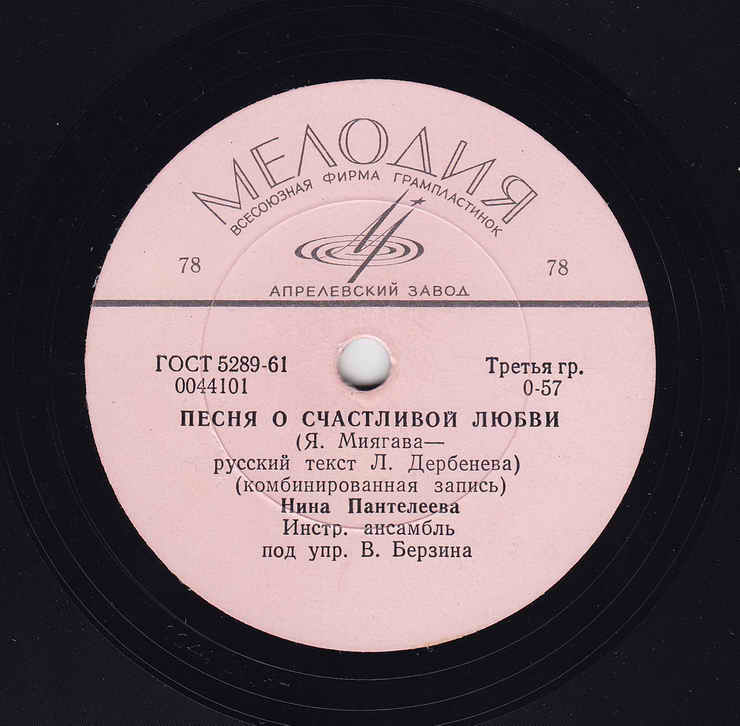 МЕЛОДИЯ
ВСЕСОЮЗНАЯ ФИРМА ГРАМПЛАСТИНОК
78
78
АПРЕЛЕВСКИЙ ЗАВОД
ГОСТ 5289-61
Третья гр.
0044101
0-57
ПЕСНЯ О СЧАСТЛИВОЙ ЛЮБВИ
(Я. Миягава—
русский текст Л. Дербенева)
(комбинированная запись)
Нина Пантелеева
Инстр. ансамбль
под упр. В. Берзина